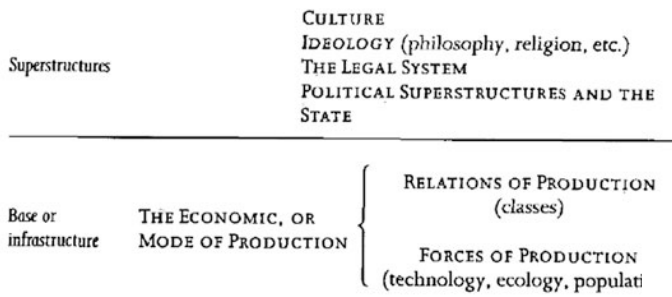 CULTURE
IDEOLOGY (philosophy, religion, etc.)
Superstructures
THE LEGAL SYSTEM
POLITICAL SUPERSTRUCTURES AND THE
STATE
RELATIONS OF PRODUCTION
(classes)
Base or
infrastructure
THE ECONOMIC, OR
MODE OF PRODUCTION
FORCES OF PRODUCTION
(technology, ecology, populati